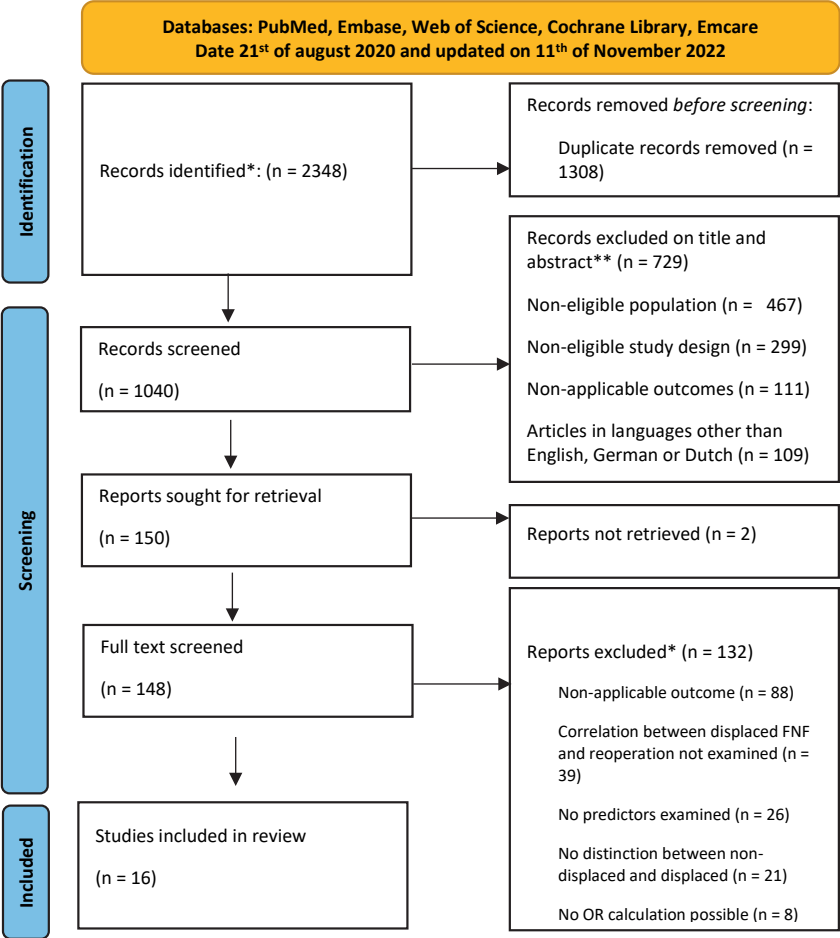 Databases: PubMed, Embase, Web of Science, Cochrane Library, Emcare
Date 21st of august 2020 and updated on 11th of November 2022
Identification
Records identified*: (n = 2348)
Records removed before screening:
Duplicate records removed (n =
1308)
Screening
Records screened
(n = 1040)
Records excluded on title and
abstract** (n = 729)
Non-eligible population (n = 467)
Non-eligible study design (n = 299)
Non-applicable outcomes (n = 111)
Articles in languages other than
English, German or Dutch (n = 109)
Reports sought for retrieval
(n = 150)
Reports not retrieved (n = 2)
Full text screened
(n = 148)
Reports excluded* (n = 132)
Non-applicable outcome (n = 88)
Correlation between displaced FNF
and reoperation not examined (n =
39)
No predictors examined (n = 26)
No distinction between non-
displaced and displaced (n = 21)
No OR calculation possible (n = 8)
Included
Studies included in review
(n = 16)